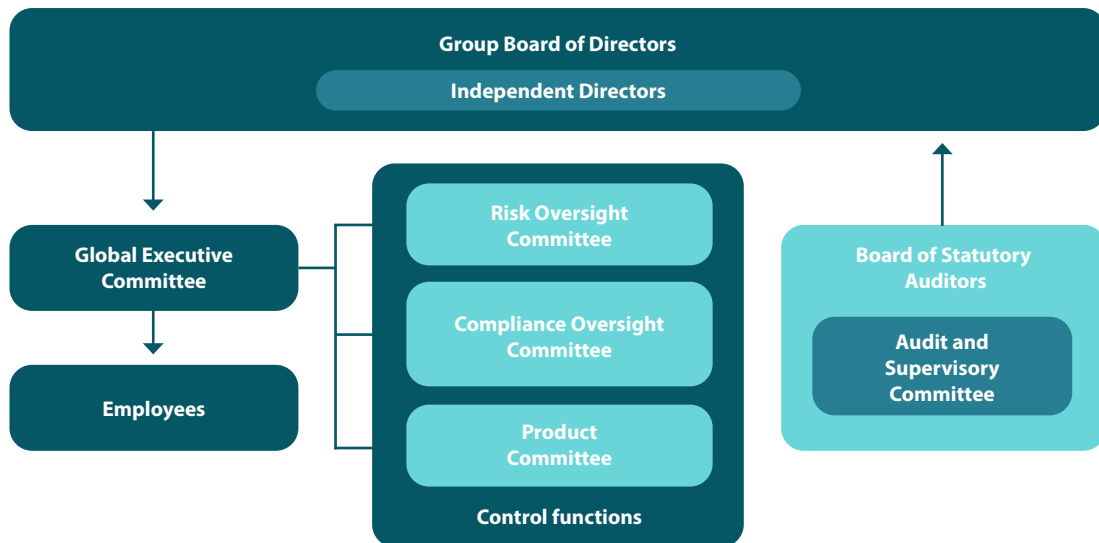 Group Board of Directors
Independent Directors
Global Executive
Committee
Employees
Risk Oversight
Committee
Compliance Oversight
Committee
Product
Committee
Control functions
Board of Statutory
Auditors
Audit and
Supervisory
Committee